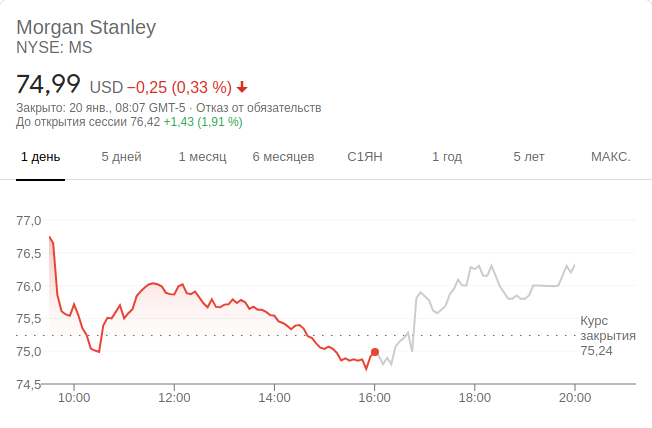 Morgan Stanley
NYSE: MS
74,99 USD −0,25 (0,33 %)
Закрыто: 20 янв., 08:07 GMT-5 · Отказ от обязательств
До открытия сессии 76,42 +1,43 (1,91 %)
1 день 5 дней 1 месяц 6 месяцев С1ЯН 1 год 5 лет МАКС.
77,0
76,5
76,0
75,5
Курс
закрытия
75,24
75,0
74,5
10:00 12:00 14:00 16:00 18:00 20:00